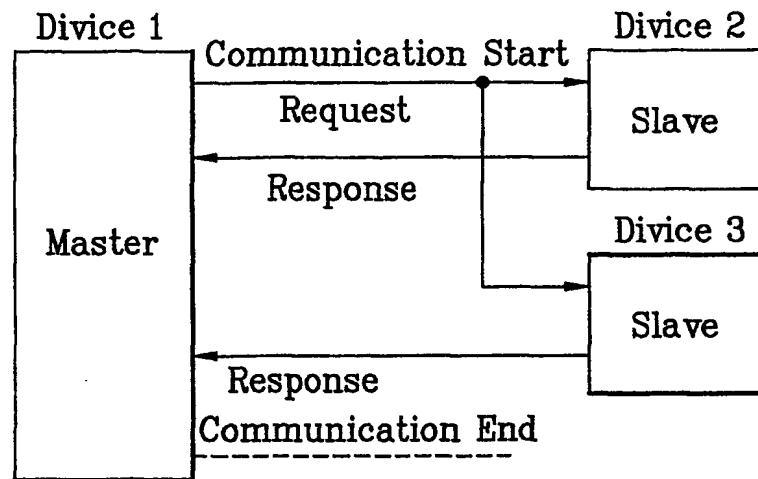 Divice 1
Divice 2
Communication Start
Request
Slave
Response
Divice 3
Master
Slave
Response
Communication End